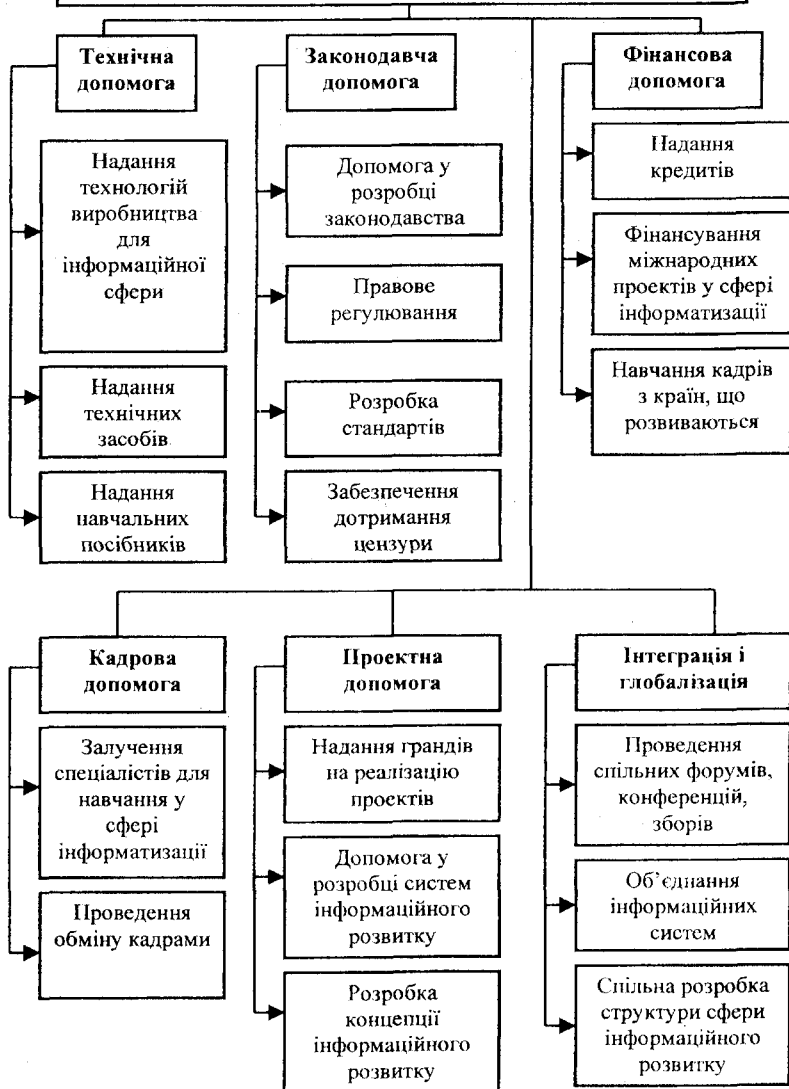 Технічна
допомога
Надання
технологій
виробництва
для
інформаційної
сфери
Надання
технічних
засобів
Надання
навчальних
посібників
Законодавча
допомога
Допомога у
розробці
законодавства
Правове
регулювання
Розробка
стандартів
Забезпечення
дотримання
цензури
Фінансова
допомога
Надання
кредитів
Фінансування
міжнародних
проектів у сфері
інформатизації
Навчання кадрів
з країн, що
розвиваються
Кадрова
допомога
Залучення
спеціалістів для
навчання у
сфері
інформатизації
Проведення
обміну кадрами
Проектна
допомога
Надання грандів
на реалізацію
проектів
Допомога у
розробці систем
інформаційного
розвитку
Розробка
концепції
інформаційного
розвитку
Інтеграція і
глобалізація
Проведення
спільних форумів,
конференцій,
зборів
Об’єднання
інформаційних
систем
Спільна розробка
структури сфери
інформаційного
розвитку